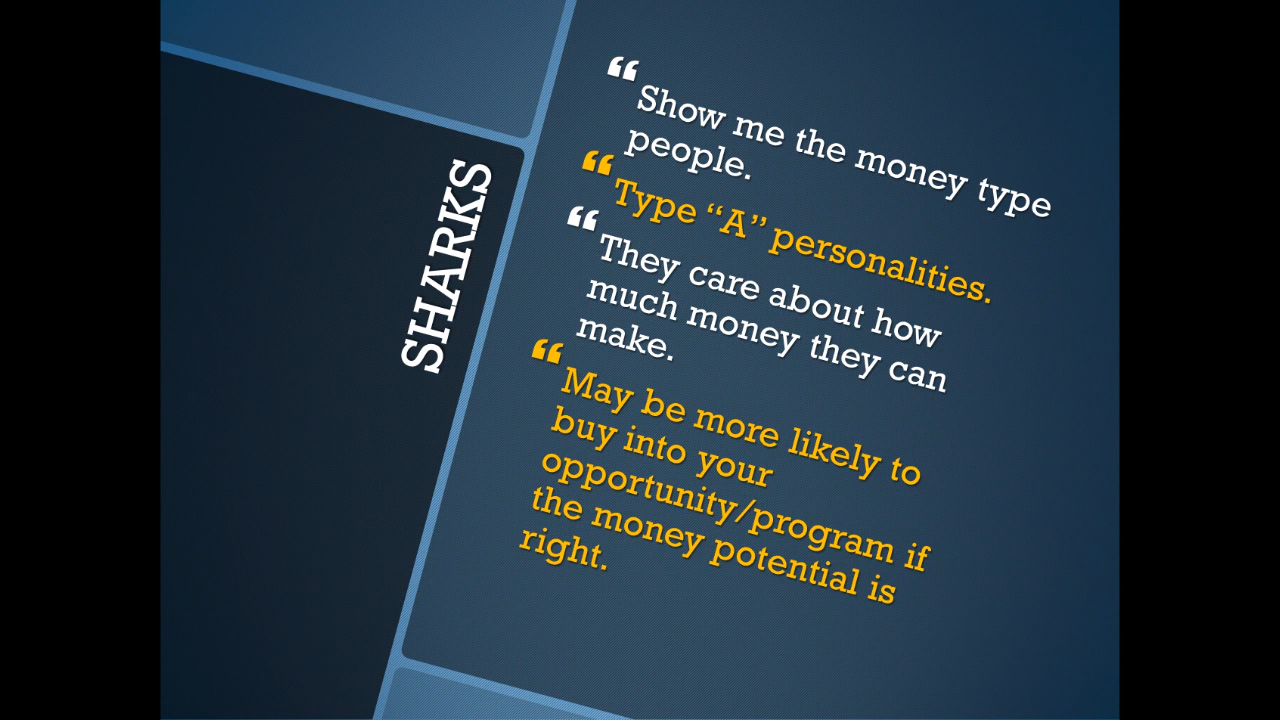 SHARKS
“ Show me the money type
people.
“ Type “A” personalities.
“ They care about how
much money they can
make.
“ May be more likely to
buy into your
opportunity/program if
the money potential is
right.